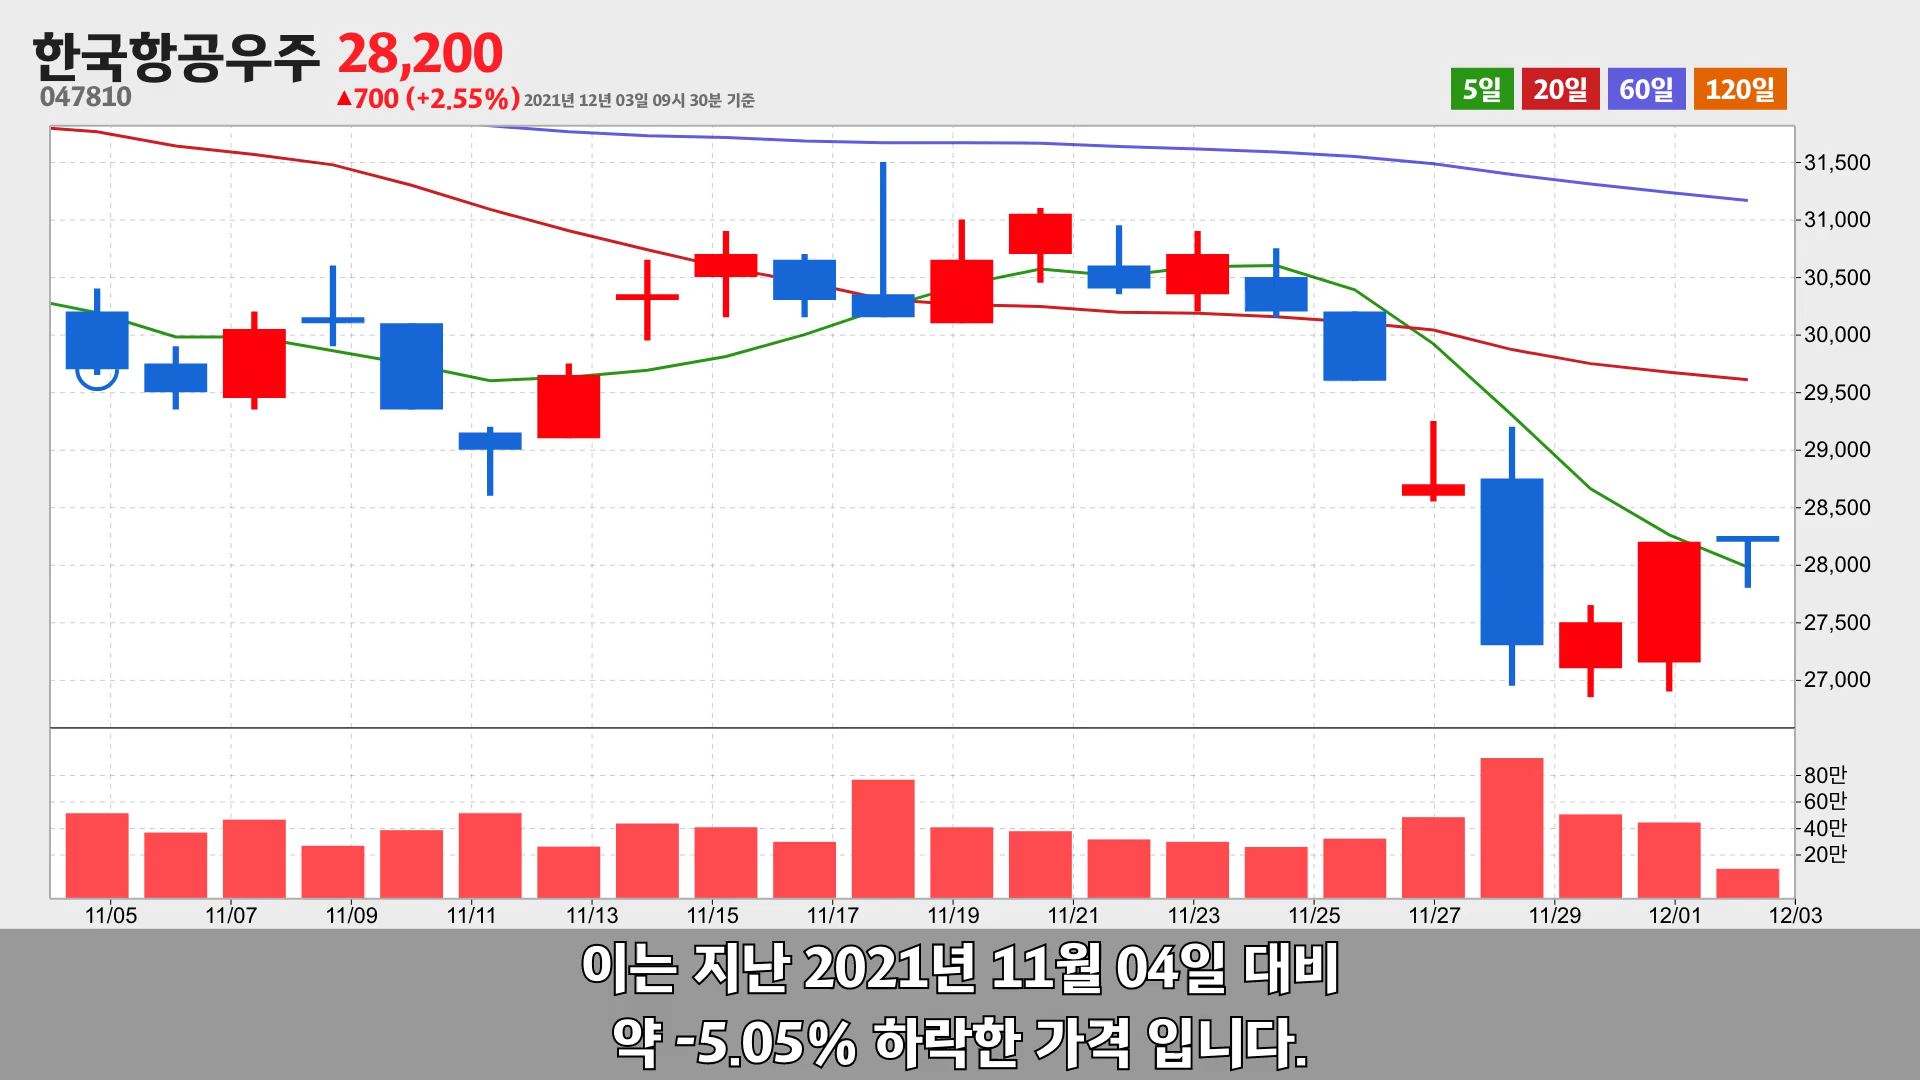 한국항공우주 28,200
047810
▲700 (+2.55%) 2021년 12년 03일 09시 30분 기준
5일 20일 60일 120일
31,500
31,000
30,500
30,000
29,500
29,000
28,500
28,000
27,500
27,000
80만
60만
40만
20만
11/05 11/07 11/09 11/11 11/13 11/15 11/17 11/19 11/21 11/23 11/25 11/27 11/29 12/01 12/03
이는 지난 2021년 11월 04일 대비
약 -5.05% 하락한 가격 입니다.